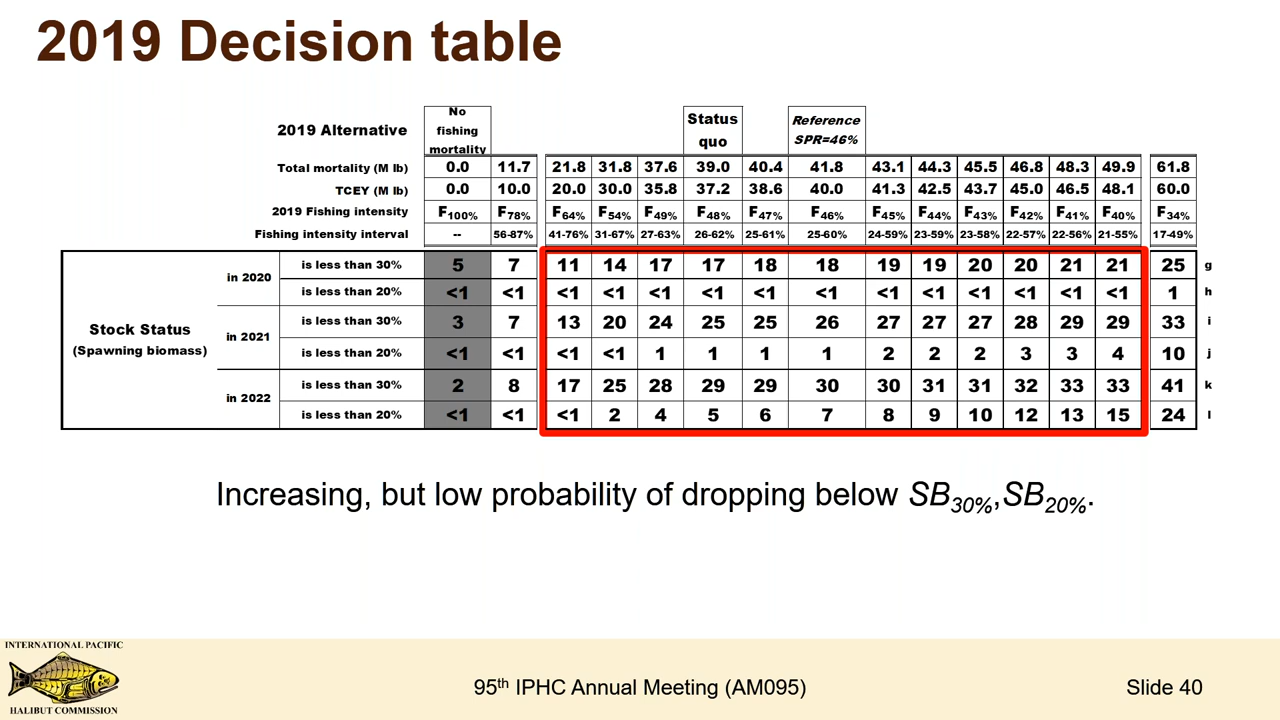 2019 Decision table
2019 Alternative No fishing mortality Status quo Reference SPR=46%
Total mortality (M lb) 0.0 11.7 21.8 31.8 37.6 39.0 40.4 41.8 43.1 44.3 45.5 46.8 48.3 49.9 61.8
TCEY (M lb) 0.0 10.0 20.0 30.0 35.8 37.2 38.6 40.0 41.3 42.5 43.7 45.0 46.5 48.1 60.0
2019 Fishing intensity F100% F78% F64% F54% F49% F48% F47% F46% F45% F44% F43% F42% F41% F40% F34%
Fishing intensity interval -- 56-87% 41-76% 31-67% 27-63% 26-62% 25-61% 25-60% 24-59% 23-59% 23-58% 22-57% 22-56% 21-55% 17-49%
Stock Status
(Spawning biomass)
in 2020
is less than 30% 5 7 11 14 17 17 18 18 19 19 20 20 21 21 25 g
is less than 20% <1 <1 <1 <1 <1 <1 <1 <1 <1 <1 <1 <1 <1 <1 1 h
in 2021
is less than 30% 3 7 13 20 24 25 25 26 27 27 27 28 29 29 33 i
is less than 20% <1 <1 <1 <1 1 1 1 1 2 2 2 3 3 4 10 j
in 2022
is less than 30% 2 8 17 25 28 29 29 30 30 31 31 32 33 33 41 k
is less than 20% <1 <1 <1 2 4 5 6 7 8 9 10 12 13 15 24 l
Increasing, but low probability of dropping below SB30%,SB20%.
INTERNATIONAL PACIFIC
HALIBUT COMMISSION
95th IPHC Annual Meeting (AM095)
Slide 40